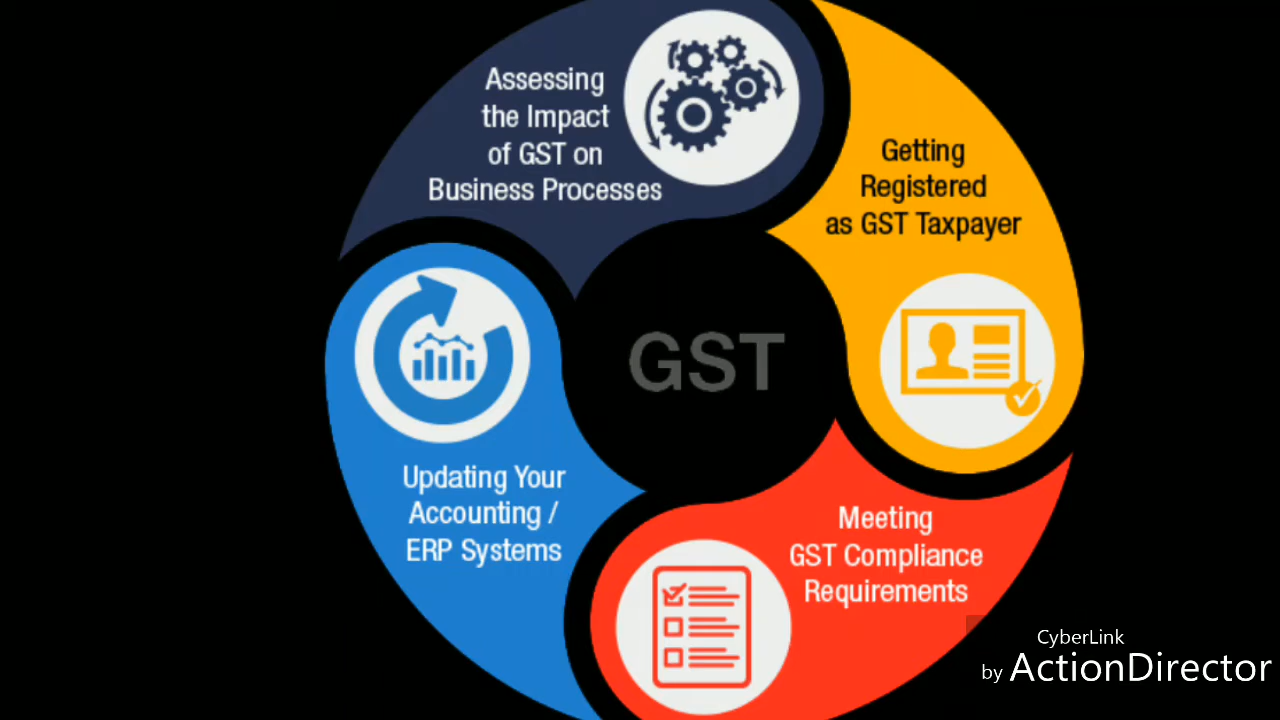 Assessing
the Impact
of GST on
Business Processes
Getting
Registered
as GST Taxpayer
GST
Updating Your
Accounting /
ERP Systems
Meeting
GST Compliance
Requirements
CyberLink
by ActionDirector